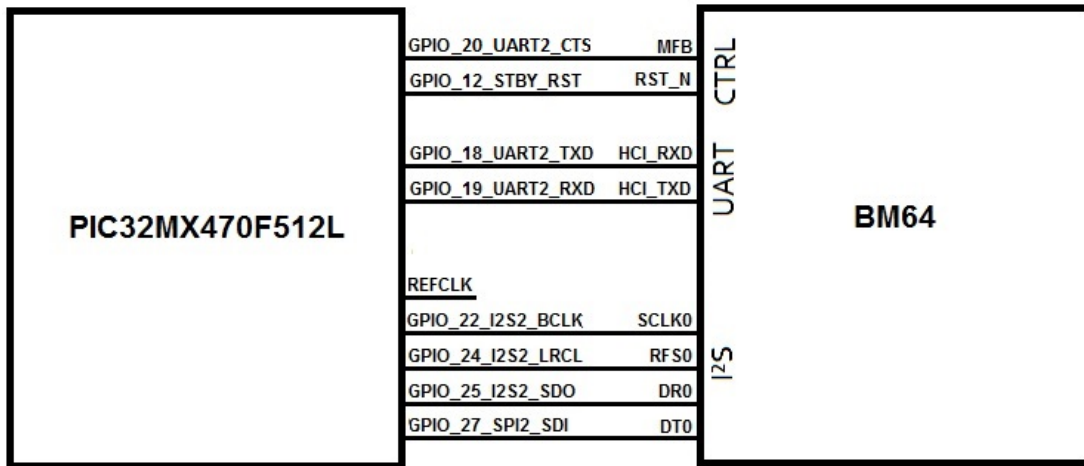 GPIO_20_UART2_CTS MFB
GPIO_12_STBY_RST RST_N
CTRL
GPIO_18_UART2_TXD HCI_RXD
GPIO_19_UART2_RXD HCI_TXD
UART
PIC32MX470F512L
BM64
REFCLK
GPIO_22_I2S2_BCLK SCLK0
GPIO_24_I2S2_LRCL RFS0
GPIO_25_I2S2_SDO DR0
GPIO_27_SPI2_SDI DT0
I²S